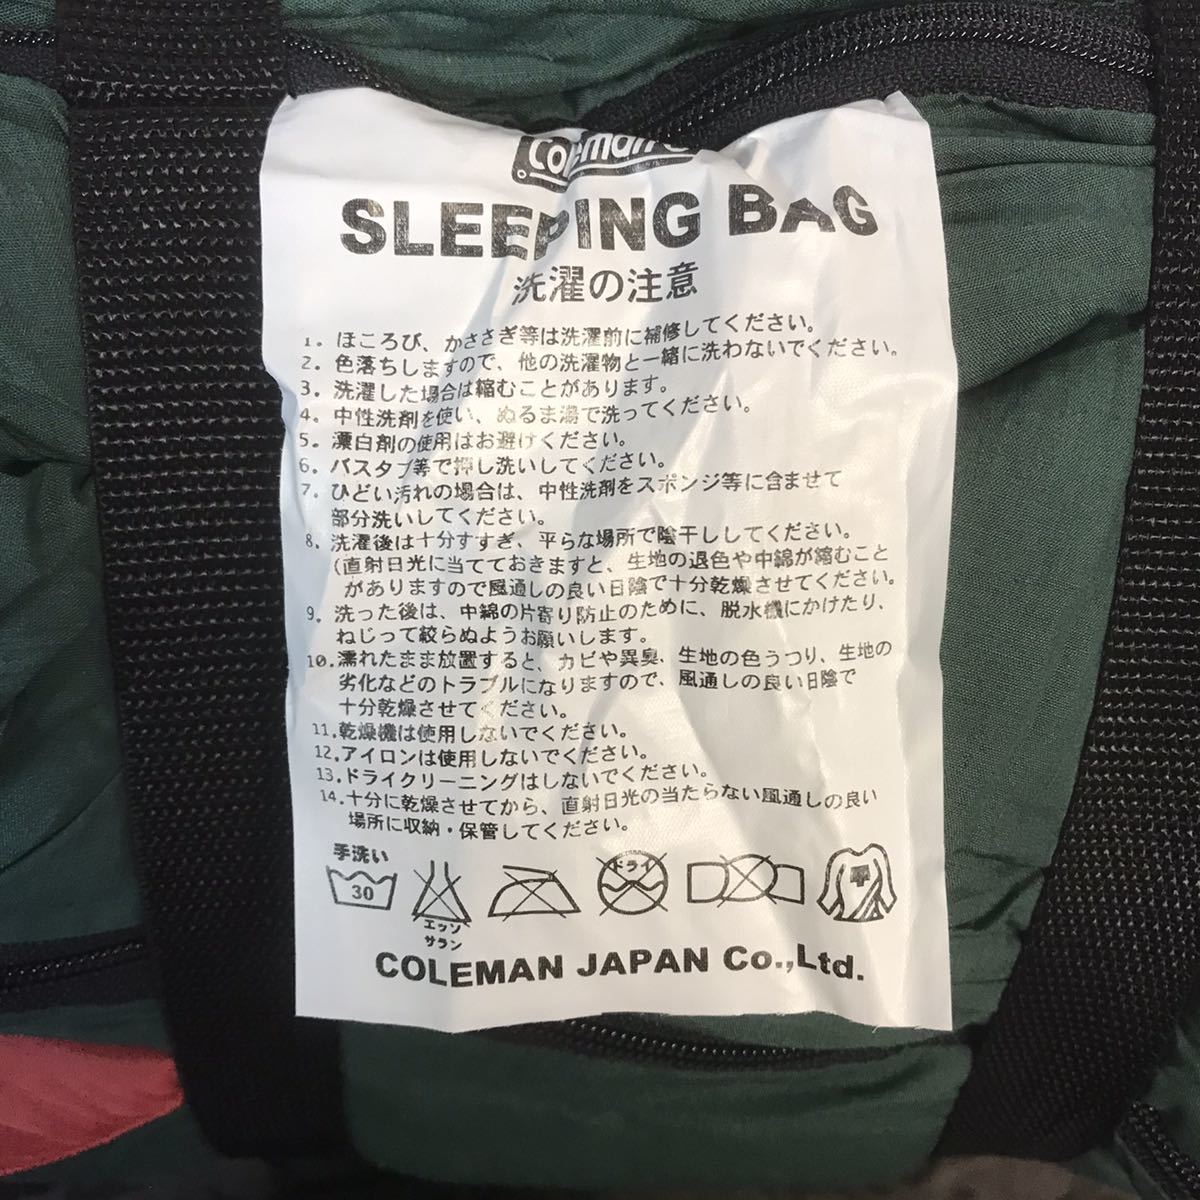 Coleman
SLEEPING BAG
洗濯の注意
1. ほころび、かささぎ等は洗濯前に補修してください。
2. 色落ちしますので、他の洗濯物と一緒に洗わないでください。
3. 洗濯した場合は縮むことがあります。
4. 中性洗剤を使い、ぬるま湯で洗ってください。
5. 漂白剤の使用はお避けください。
6. バスタブ等で押し洗いしてください。
7. ひどい汚れの場合は、中性洗剤をスポンジ等に含ませて
部分洗いしてください。
8. 洗濯後は十分すすぎ、平らな場所で陰干ししてください。
(直射日光に当てておきますと、生地の退色や中綿が縮むこと
がありますので風通しの良い日陰で十分乾燥させてください。
9. 洗った後は、中綿の片寄り防止のために、脱水機にかけたり、
ねじって絞らぬようお願いします。
10. 濡れたまま放置すると、カビや異臭、生地の色うつり、生地の
劣化などのトラブルになりますので、風通しの良い日陰で
十分乾燥させてください。
11. 乾燥機は使用しないでください。
12. アイロンは使用しないでください。
13. ドライクリーニングはしないでください。
14. 十分に乾燥させてから、直射日光の当たらない風通しの良い
場所に収納・保管してください。
手洗い
30
エンソ
サラシ
ドライ
COLEMAN JAPAN Co.,Ltd.